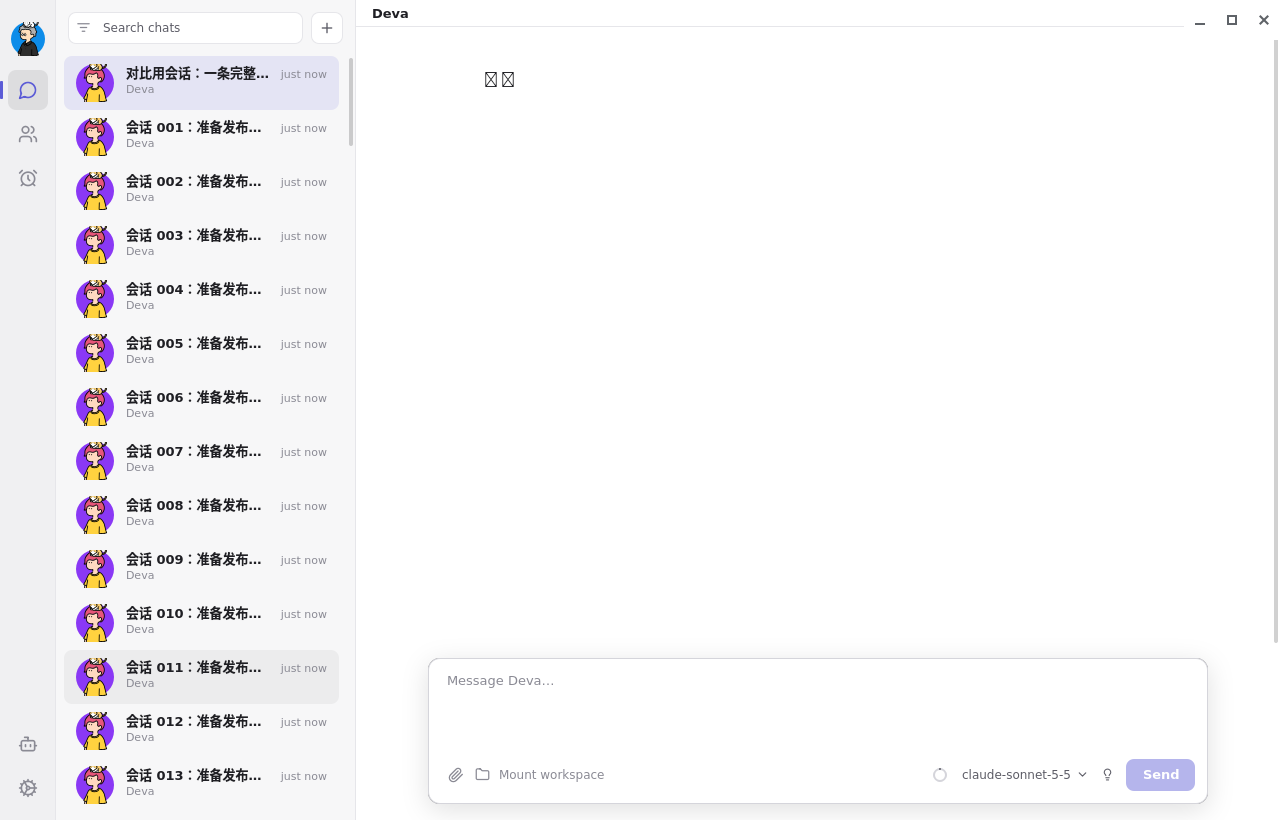 Search chats
Deva
对比用会话：一条完整... just now
Deva
会话 001：准备发布... just now
Deva
会话 002：准备发布... just now
Deva
会话 003：准备发布... just now
Deva
会话 004：准备发布... just now
Deva
会话 005：准备发布... just now
Deva
会话 006：准备发布... just now
Deva
会话 007：准备发布... just now
Deva
会话 008：准备发布... just now
Deva
会话 009：准备发布... just now
Deva
会话 010：准备发布... just now
Deva
会话 011：准备发布... just now
Deva
会话 012：准备发布... just now
Deva
会话 013：准备发布... just now
Deva
Message Deva...
Mount workspace
claude-sonnet-5-5
Send